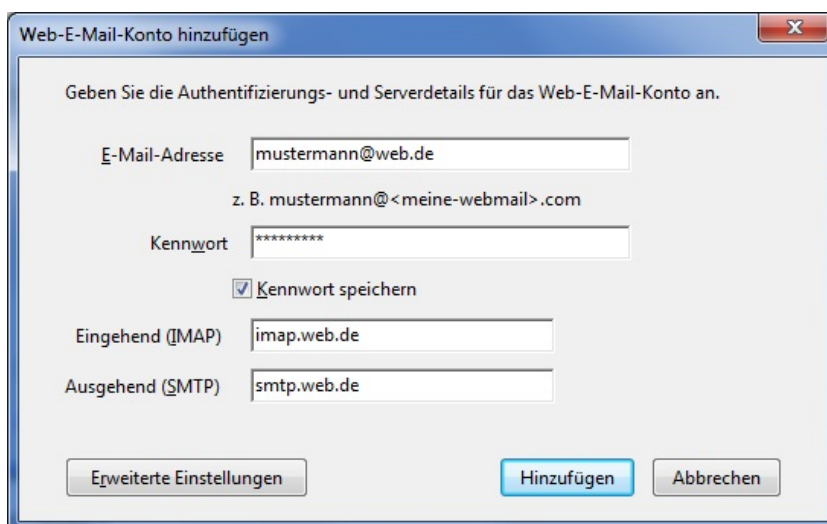 Web-E-Mail-Konto hinzufügen
Geben Sie die Authentifizierungs- und Serverdetails für das Web-E-Mail-Konto an.
E-Mail-Adresse mustermann@web.de
z. B. mustermann@<meine-webmail>.com
Kennwort *********
Kennwort speichern
Eingehend (IMAP) imap.web.de
Ausgehend (SMTP) smtp.web.de
Erweiterte Einstellungen Hinzufügen Abbrechen